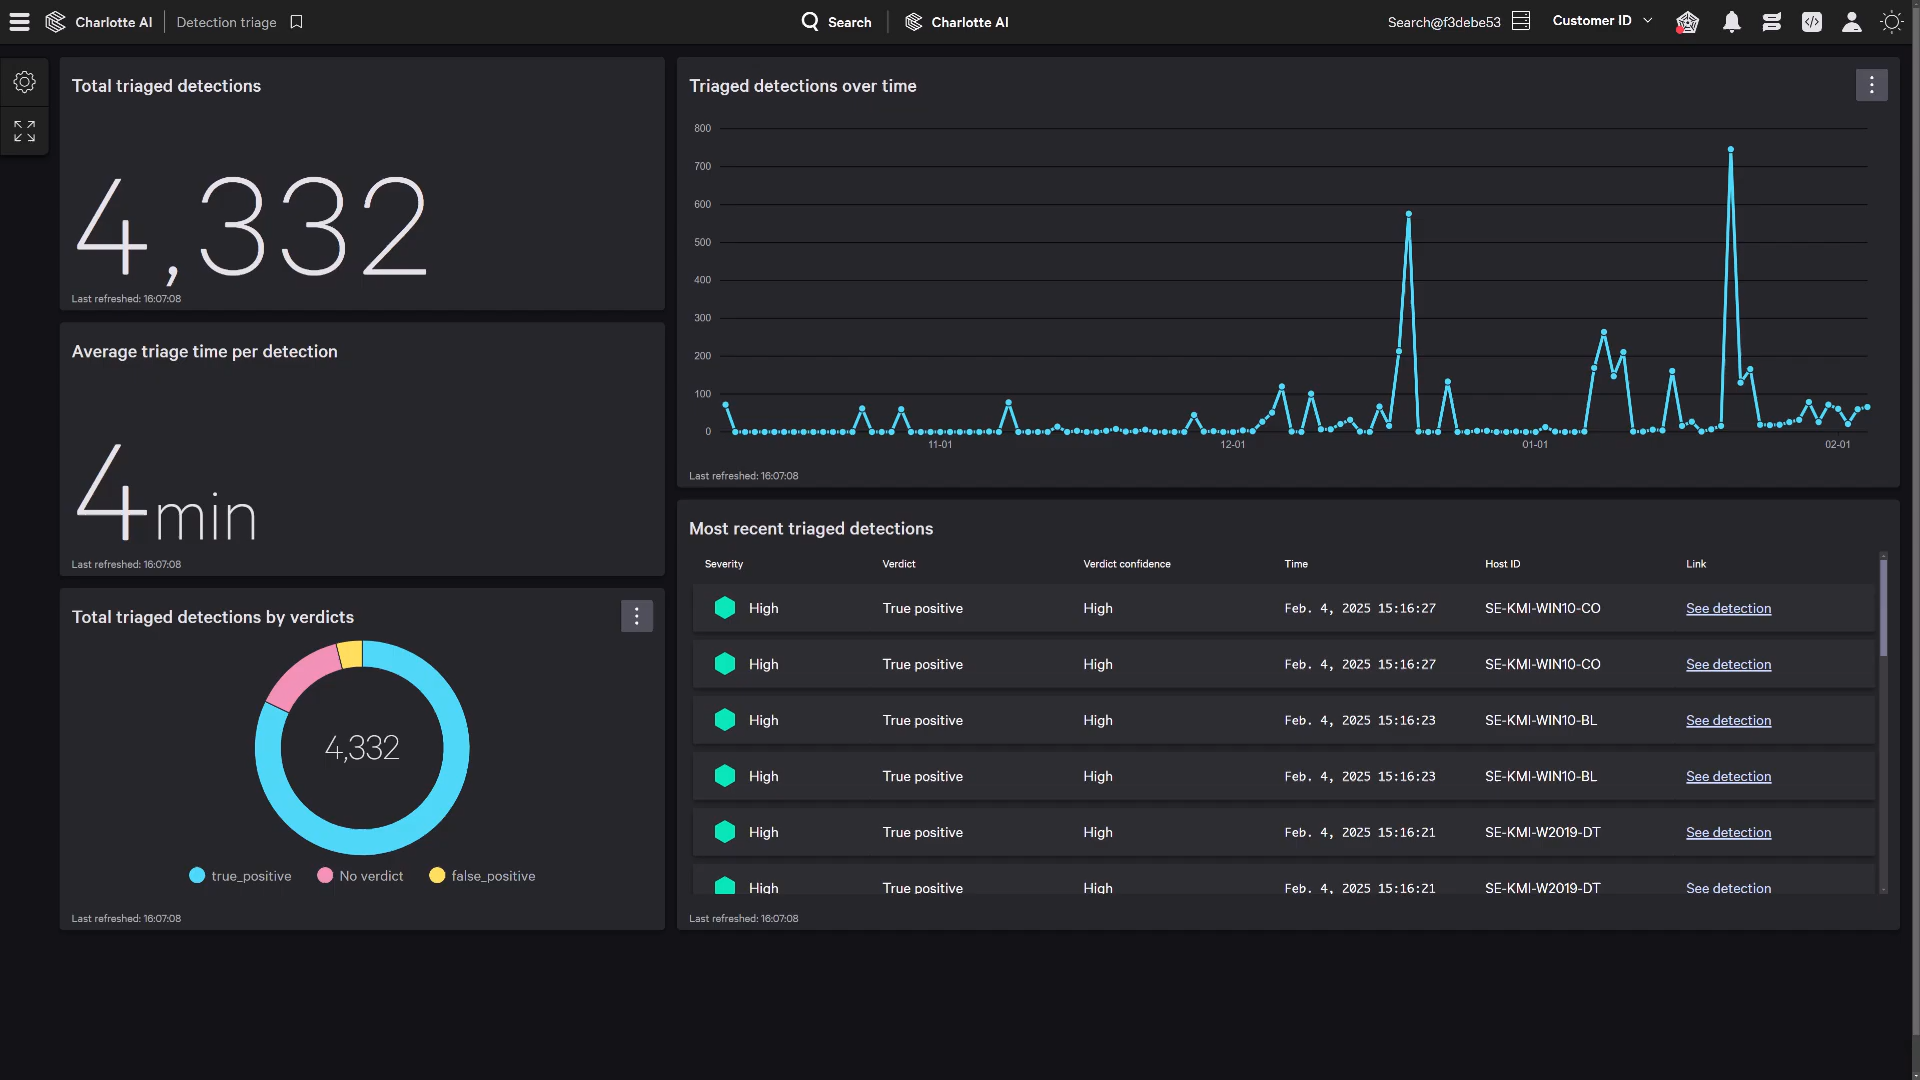 Charlotte AI
Detection triage
Search
Charlotte AI
Search@f3debe53
Customer ID
Total triaged detections
4,332
Last refreshed: 16:07:08
Average triage time per detection
4min
Last refreshed: 16:07:08
Total triaged detections by verdicts
4,332
true_positive No verdict false_positive
Last refreshed: 16:07:08
Triaged detections over time
800
700
600
500
400
300
200
100
0
11-01 12-01 01-01 02-01
Last refreshed: 16:07:08
Most recent triaged detections
Severity Verdict Verdict confidence Time Host ID Link
High True positive High Feb. 4, 2025 15:16:27 SE-KMI-WIN10-CO See detection
High True positive High Feb. 4, 2025 15:16:27 SE-KMI-WIN10-CO See detection
High True positive High Feb. 4, 2025 15:16:23 SE-KMI-WIN10-BL See detection
High True positive High Feb. 4, 2025 15:16:23 SE-KMI-WIN10-BL See detection
High True positive High Feb. 4, 2025 15:16:21 SE-KMI-W2019-DT See detection
High True positive High Feb. 4, 2025 15:16:21 SE-KMI-W2019-DT See detection
Last refreshed: 16:07:08